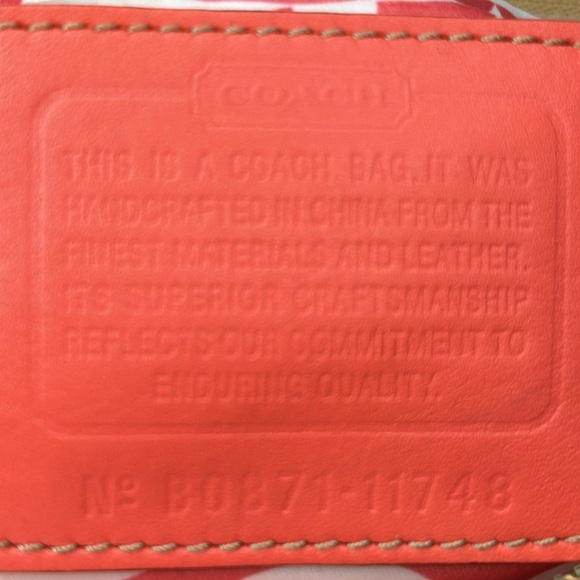 COACH
THIS IS A COACH BAG. IT WAS
HANDCRAFTED IN CHINA FROM THE
FINEST MATERIALS AND LEATHER.
ITS SUPERIOR CRAFTSMANSHIP
REFLECTS OUR COMMITMENT TO
ENDURING QUALITY.
Nº B0871-11748